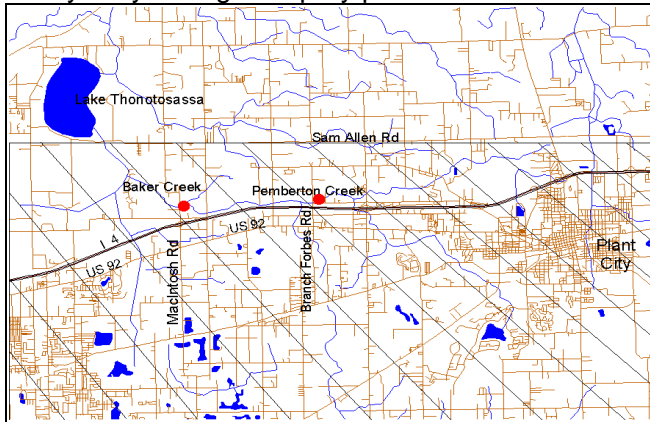 Lake Thonotosassa
Sam Allen Rd
Baker Creek
Pemberton Creek
I 4
US 92
US 92
MacIntosh Rd
Branch Forbes Rd
Plant
City